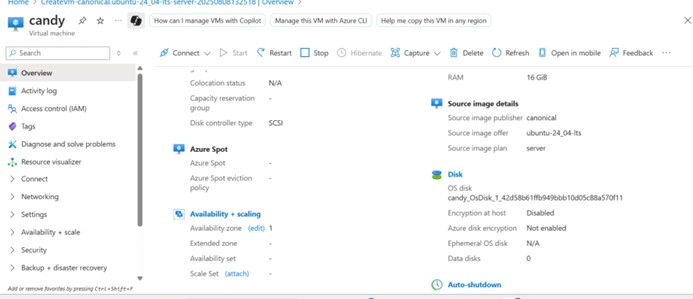 Home > CreateVm-canonical.ubuntu-24_04-lts-server-20250808132518 | Overview >
candy
Virtual machine
How can I manage VMs with Copilot
Manage this VM with Azure CLI
Help me copy this VM in any region
Search
Connect
Start
Restart
Stop
Hibernate
Capture
Delete
Refresh
Open in mobile
Feedback
Overview
Activity log
Access control (IAM)
Tags
Diagnose and solve problems
Resource visualizer
Connect
Networking
Settings
Availability + scale
Security
Backup + disaster recovery
Add or remove favorites by pressing Ctrl+Shift+F
Colocation status N/A
Capacity reservation group -
Disk controller type SCSI
Azure Spot
Azure Spot -
Azure Spot eviction policy -
Availability + scaling
Availability zone (edit) 1
Extended zone -
Availability set -
Scale Set (attach) -
RAM 16 GiB
Source image details
Source image publisher canonical
Source image offer ubuntu-24_04-lts
Source image plan server
Disk
OS disk
candy_OsDisk_1_42d58b61ffb949bbb10d05c88a570f11
Encryption at host Disabled
Azure disk encryption Not enabled
Ephemeral OS disk N/A
Data disks 0
Auto-shutdown